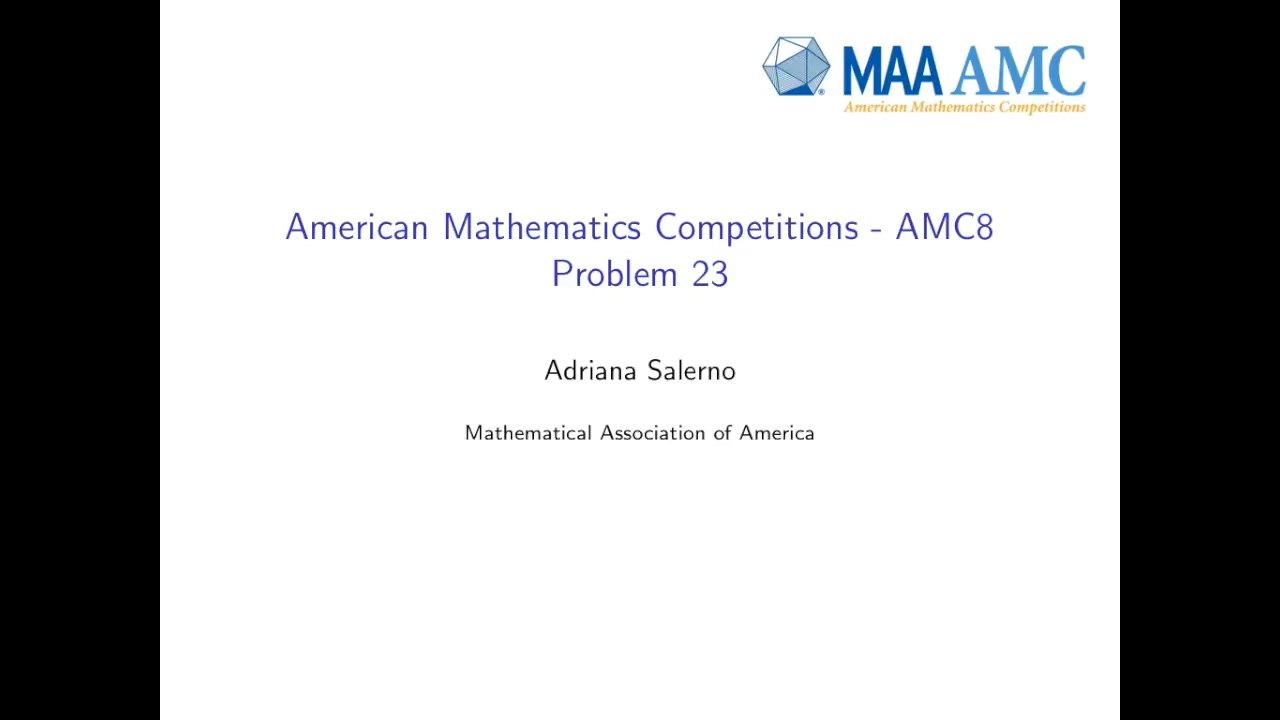 MAA AMC
American Mathematics Competitions
American Mathematics Competitions - AMC8
Problem 23
Adriana Salerno
Mathematical Association of America